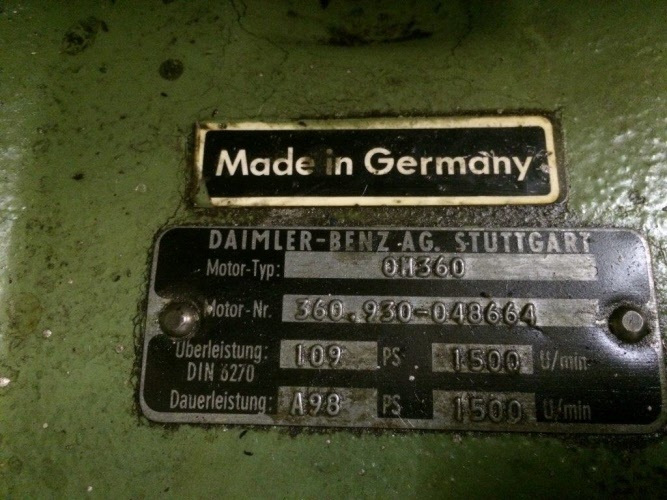 Made in Germany
DAIMLER-BENZ AG. STUTTGART
Motor-Typ: OM360
Motor-Nr. 360.930-048664
Überleistung: 109 PS 1500 U/min
DIN 6270
Dauerleistung: A98 PS 1500 U/min